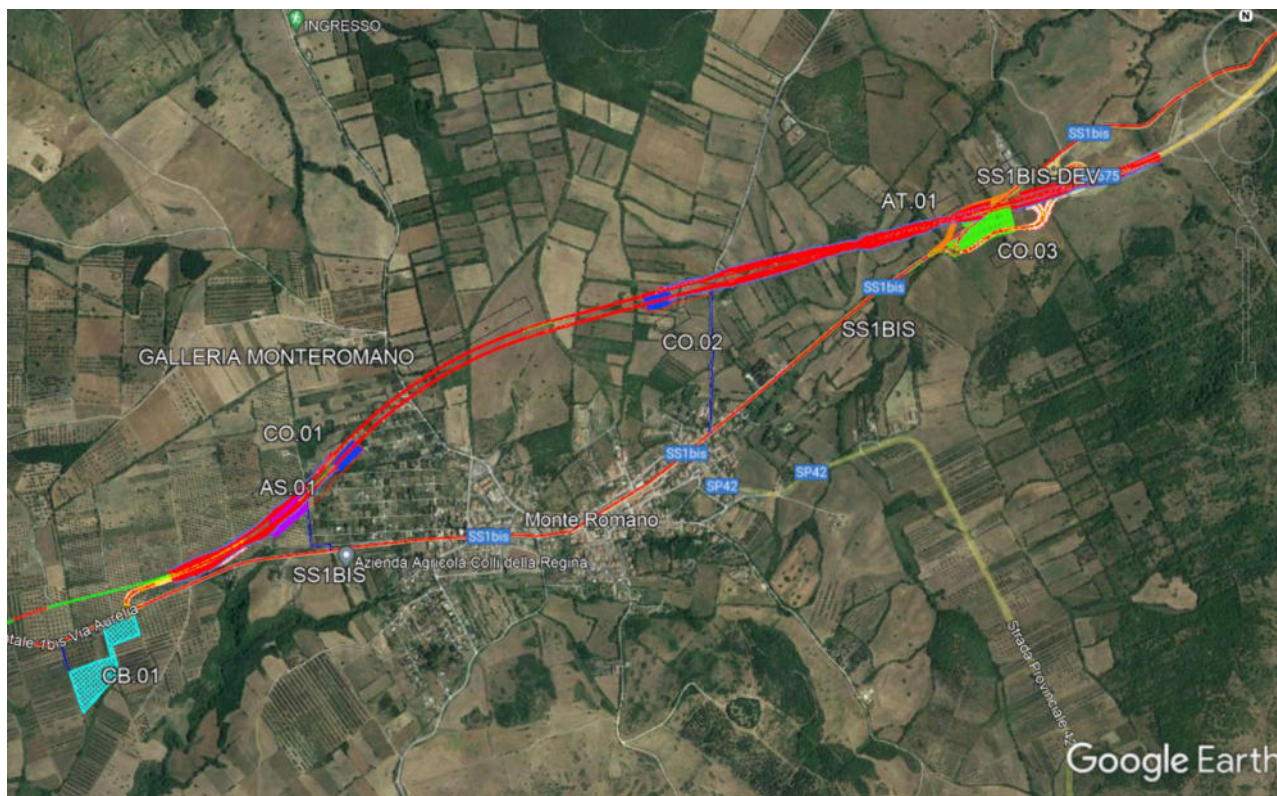 INGRESSO
N
SS1bis
SS1BIS-DEV
AT.01
CO.03
SS1bis
SS1BIS
CO.02
GALLERIA MONTEROMANO
CO.01
SS1bis
SP42
SP42
AS.01
Monte Romano
SS1bis
Azienda Agricola Colli della Regina
SS1BIS
1bis Via Aurelia
CB.01
Strada Provinciale 42
Google Earth